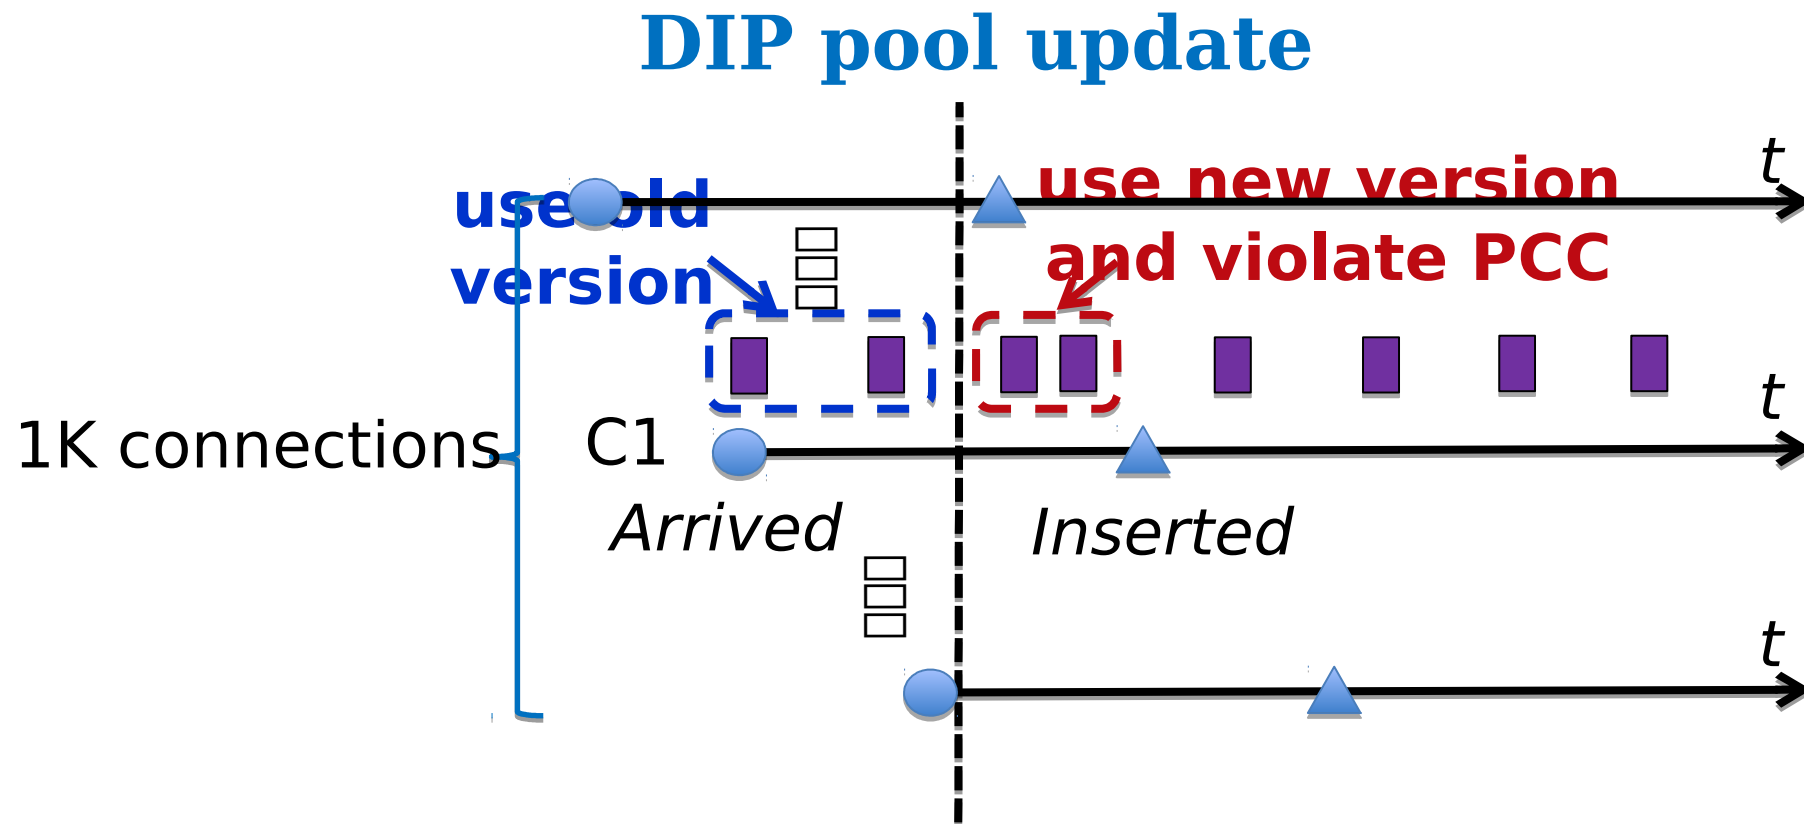 DIP pool update
t
use old
version
use new version
and violate PCC
t
1K connections
C1
Arrived
Inserted
t